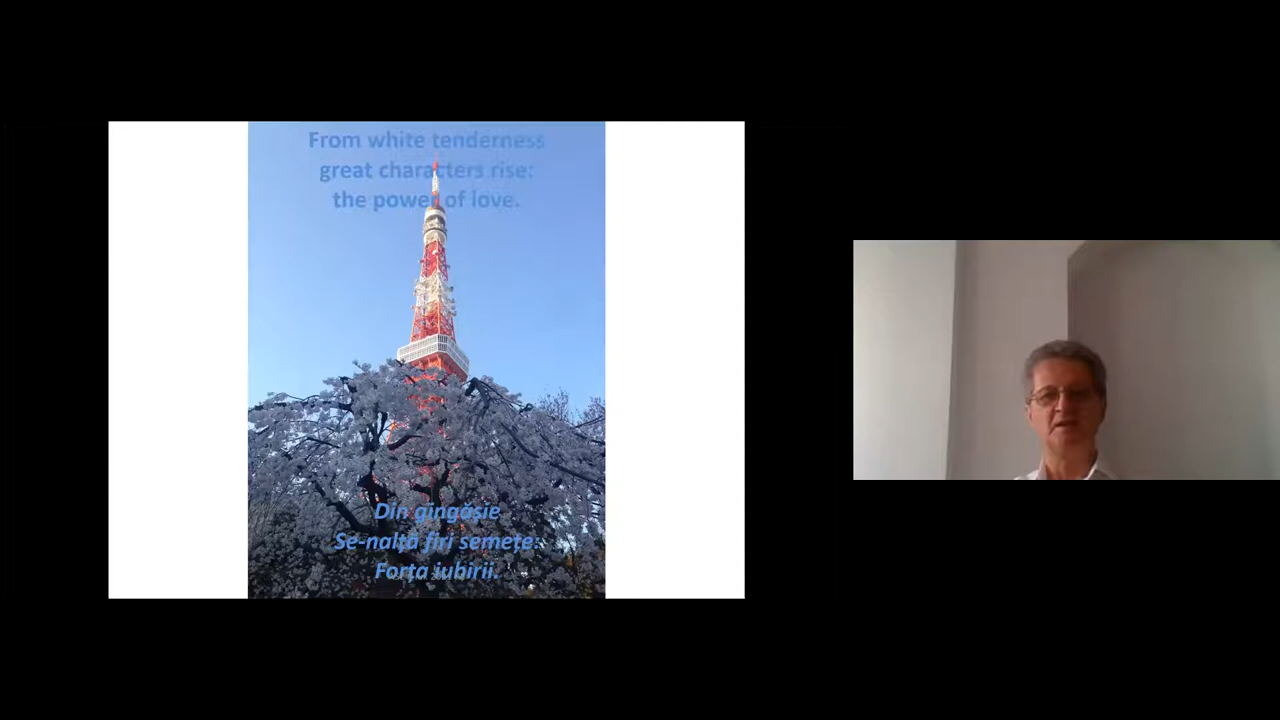 From white tenderness
great characters rise:
the power of love.
Din gingășie
Se-nalță firi semețe:
Forța iubirii.